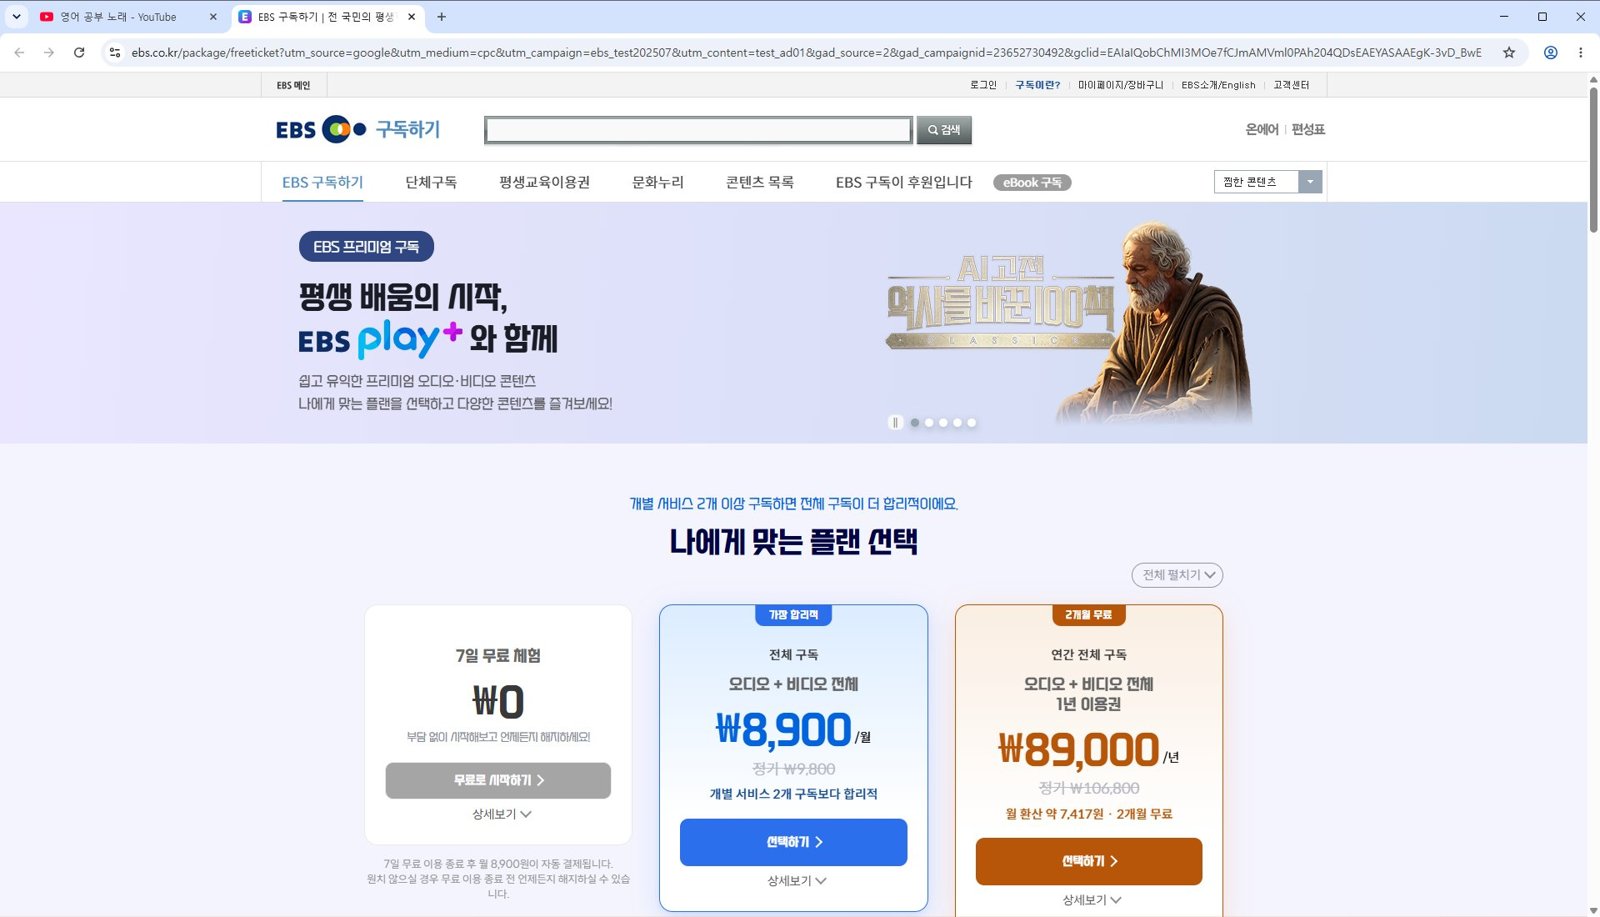 영어 공부 노래 - YouTube
EBS 구독하기 | 전 국민의 평생
ebs.co.kr/package/freeticket?utm_source=google&utm_medium=cpc&utm_campaign=ebs_test202507&utm_content=test_ad01&gad_source=2&gad_campaignid=23652730492&gclid=EAIaIQobChMI3MOe7fCJmAMVml0PAh204QDsEAEYASAAEgK-3vD_BwE
EBS 메인
로그인 구독이란? 마이페이지/장바구니 EBS소개/English 고객센터
EBS 구독하기 검색 온에어 편성표
EBS 구독하기 단체구독 평생교육이용권 문화누리 콘텐츠 목록 EBS 구독이 후원입니다 eBook 구독 찜한 콘텐츠
EBS 프리미엄 구독
평생 배움의 시작,
EBS play+ 와 함께
쉽고 유익한 프리미엄 오디오·비디오 콘텐츠
나에게 맞는 플랜을 선택하고 다양한 콘텐츠를 즐겨보세요!
AI 고전
역사를 바꾼 100책
CLASSICK
개별 서비스 2개 이상 구독하면 전체 구독이 더 합리적이에요.
나에게 맞는 플랜 선택
전체 펼치기
7일 무료 체험
₩0
부담 없이 시작해보고 언제든지 해지하세요!
무료로 시작하기
상세보기
7일 무료 이용 종료 후 월 8,900원이 자동 결제됩니다.
원치 않으실 경우 무료 이용 종료 전 언제든지 해지하실 수 있습
니다.
가장 합리적
전체 구독
오디오 + 비디오 전체
₩8,900 /월
정가 ₩9,800
개별 서비스 2개 구독보다 합리적
선택하기
상세보기
2개월 무료
연간 전체 구독
오디오 + 비디오 전체
1년 이용권
₩89,000 /년
정가 ₩106,800
월 환산 약 7,417원 · 2개월 무료
선택하기
상세보기